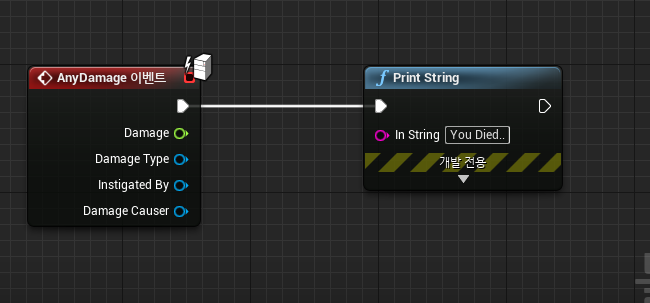 AnyDamage 이벤트
Damage
Damage Type
Instigated By
Damage Causer
f Print String
In String You Died..
개발 전용